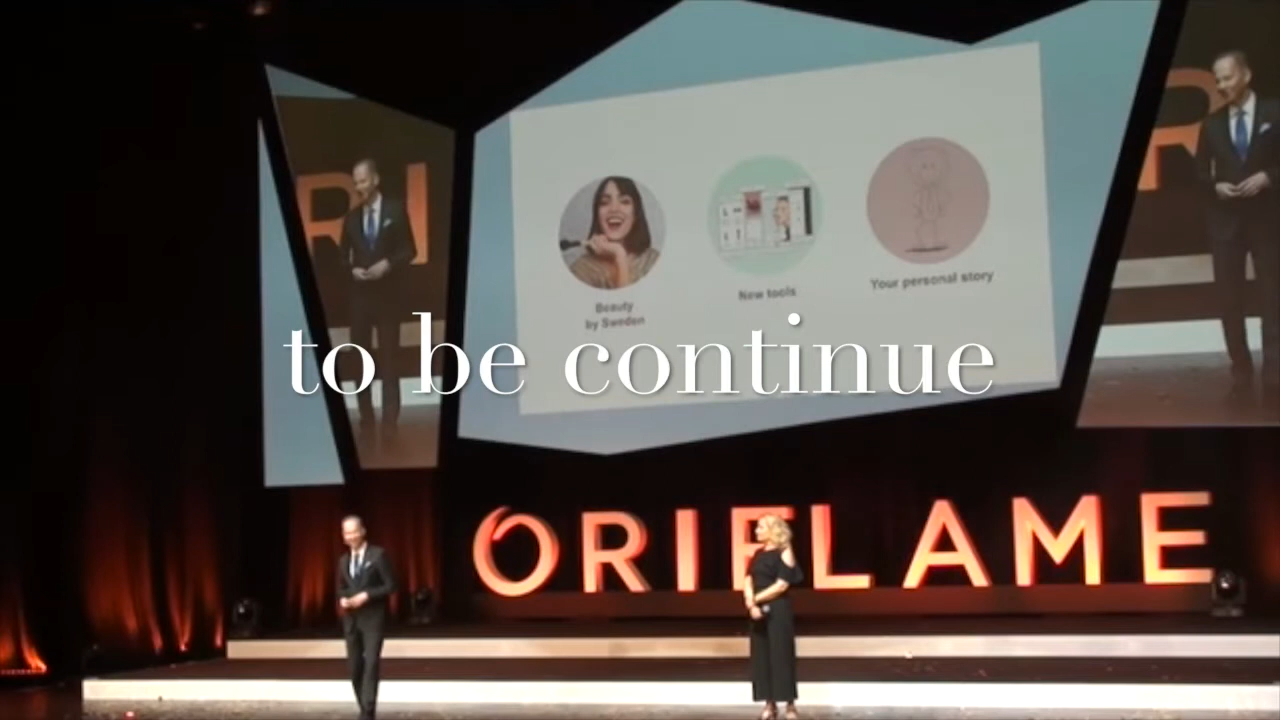 Beauty
by Sweden
New tools
Your personal story
to be continue
ORIFLAME